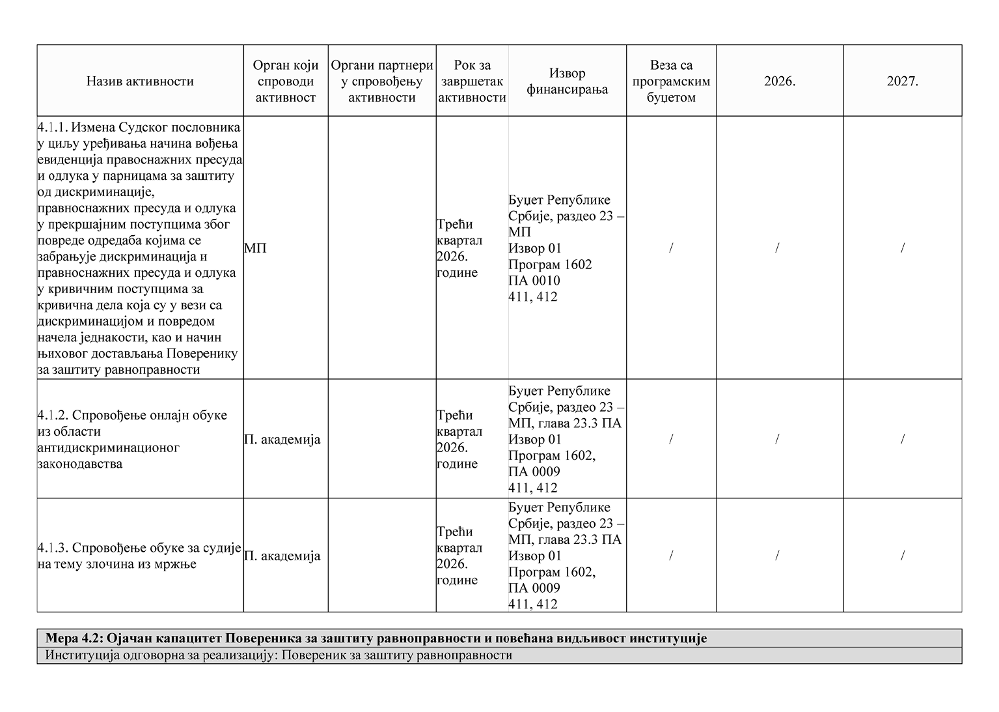 Назив активности
Орган који
спроводи
активност
Органи партнери
у спровођењу
активности
Рок за
завршетак
активности
Извор
финансирања
Веза са
програмским
буџетом
2026.
2027.
4.1.1. Измена Судског пословника
у циљу уређивања начина вођења
евиденција правоснажних пресуда
и одлука у парницама за заштиту
од дискриминације,
правноснажних пресуда и одлука
у прекршајним поступцима због
повреде одредаба којима се
забрањује дискриминација и
правноснажних пресуда и одлука
у кривичним поступцима за
кривична дела која су у вези са
дискриминацијом и повредом
начела једнакости, као и начин
њиховог достављања Поверенику
за заштиту равноправности
МП
Трећи
квартал
2026.
године
Буџет Републике
Србије, раздео 23 –
МП
Извор 01
Програм 1602
ПА 0010
411, 412
/
/
/
4.1.2. Спровођење онлајн обуке
из области
антидискриминационог
законодавства
П. академија
Трећи
квартал
2026.
године
Буџет Републике
Србије, раздео 23 –
МП, глава 23.3 ПА
Извор 01
Програм 1602,
ПА 0009
411, 412
/
/
/
4.1.3. Спровођење обуке за судије
на тему злочина из мржње
П. академија
Трећи
квартал
2026.
године
Буџет Републике
Србије, раздео 23 –
МП, глава 23.3 ПА
Извор 01
Програм 1602,
ПА 0009
411, 412
/
/
/
Мера 4.2: Ојачан капацитет Повереника за заштиту равноправности и повећана видљивост институције
Институција одговорна за реализацију: Повереник за заштиту равноправности